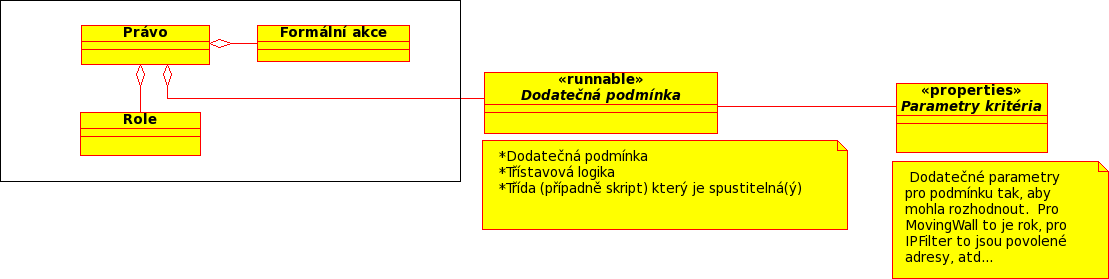 Právo
Formální akce
Role
«runnable»
Dodatečná podmínka
«properties»
Parametry kritéria
*Dodatečná podmínka
*Třístavová logika
*Třída (případně skript) který je spustitelná(ý)
Dodatečné parametry
pro podmínku tak, aby
mohla rozhodnout. Pro
MovingWall to je rok, pro
IPFilter to jsou povolené
adresy, atd...